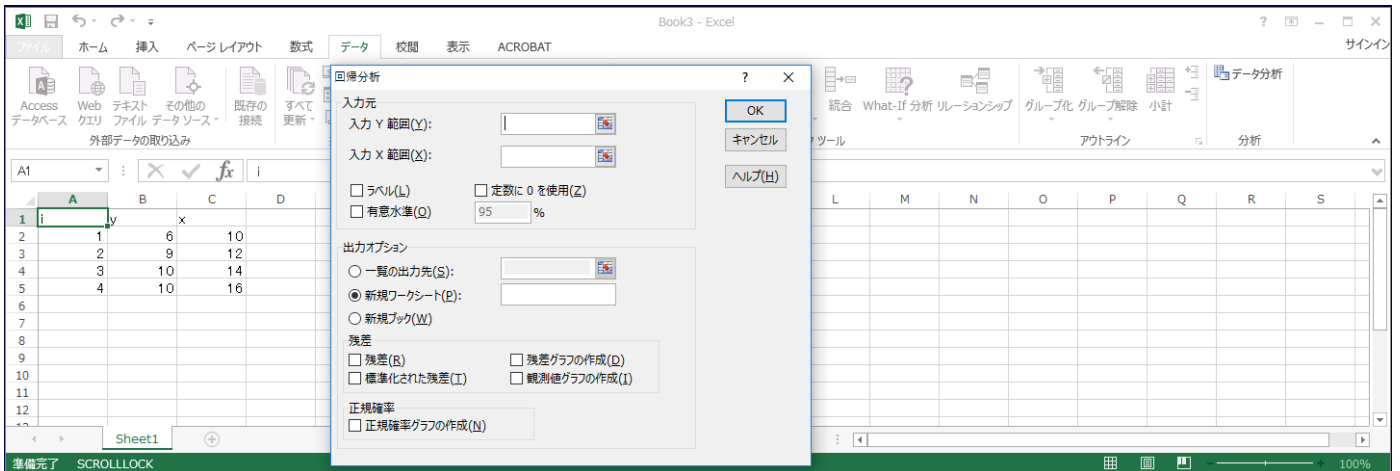 Book3 - Excel
ファイル ホーム 挿入 ページ レイアウト 数式 データ 校閲 表示 ACROBAT サインイン
Access データベース
Web クエリ
テキスト ファイル
その他の データ ソース
既存の 接続
すべて 更新
外部データの取り込み
統合 What-If 分析 リレーションシップ
ツール
グループ化 グループ解除 小計
アウトライン
データ分析
分析
A1 fx i
A B C D L M N O P Q R S
1 i y x
2 1 6 10
3 2 9 12
4 3 10 14
5 4 10 16
6
7
8
9
10
11
12
回帰分析 ?
入力元
入力 Y 範囲(Y):
入力 X 範囲(X):
ラベル(L) 定数に 0 を使用(Z)
有意水準(O) 95 %
OK
キャンセル
ヘルプ(H)
出力オプション
一覧の出力先(S):
新規ワークシート(P):
新規ブック(W)
残差
残差(R) 残差グラフの作成(D)
標準化された残差(T) 観測値グラフの作成(I)
正規確率
正規確率グラフの作成(N)
Sheet1
準備完了 SCROLLLOCK 100%